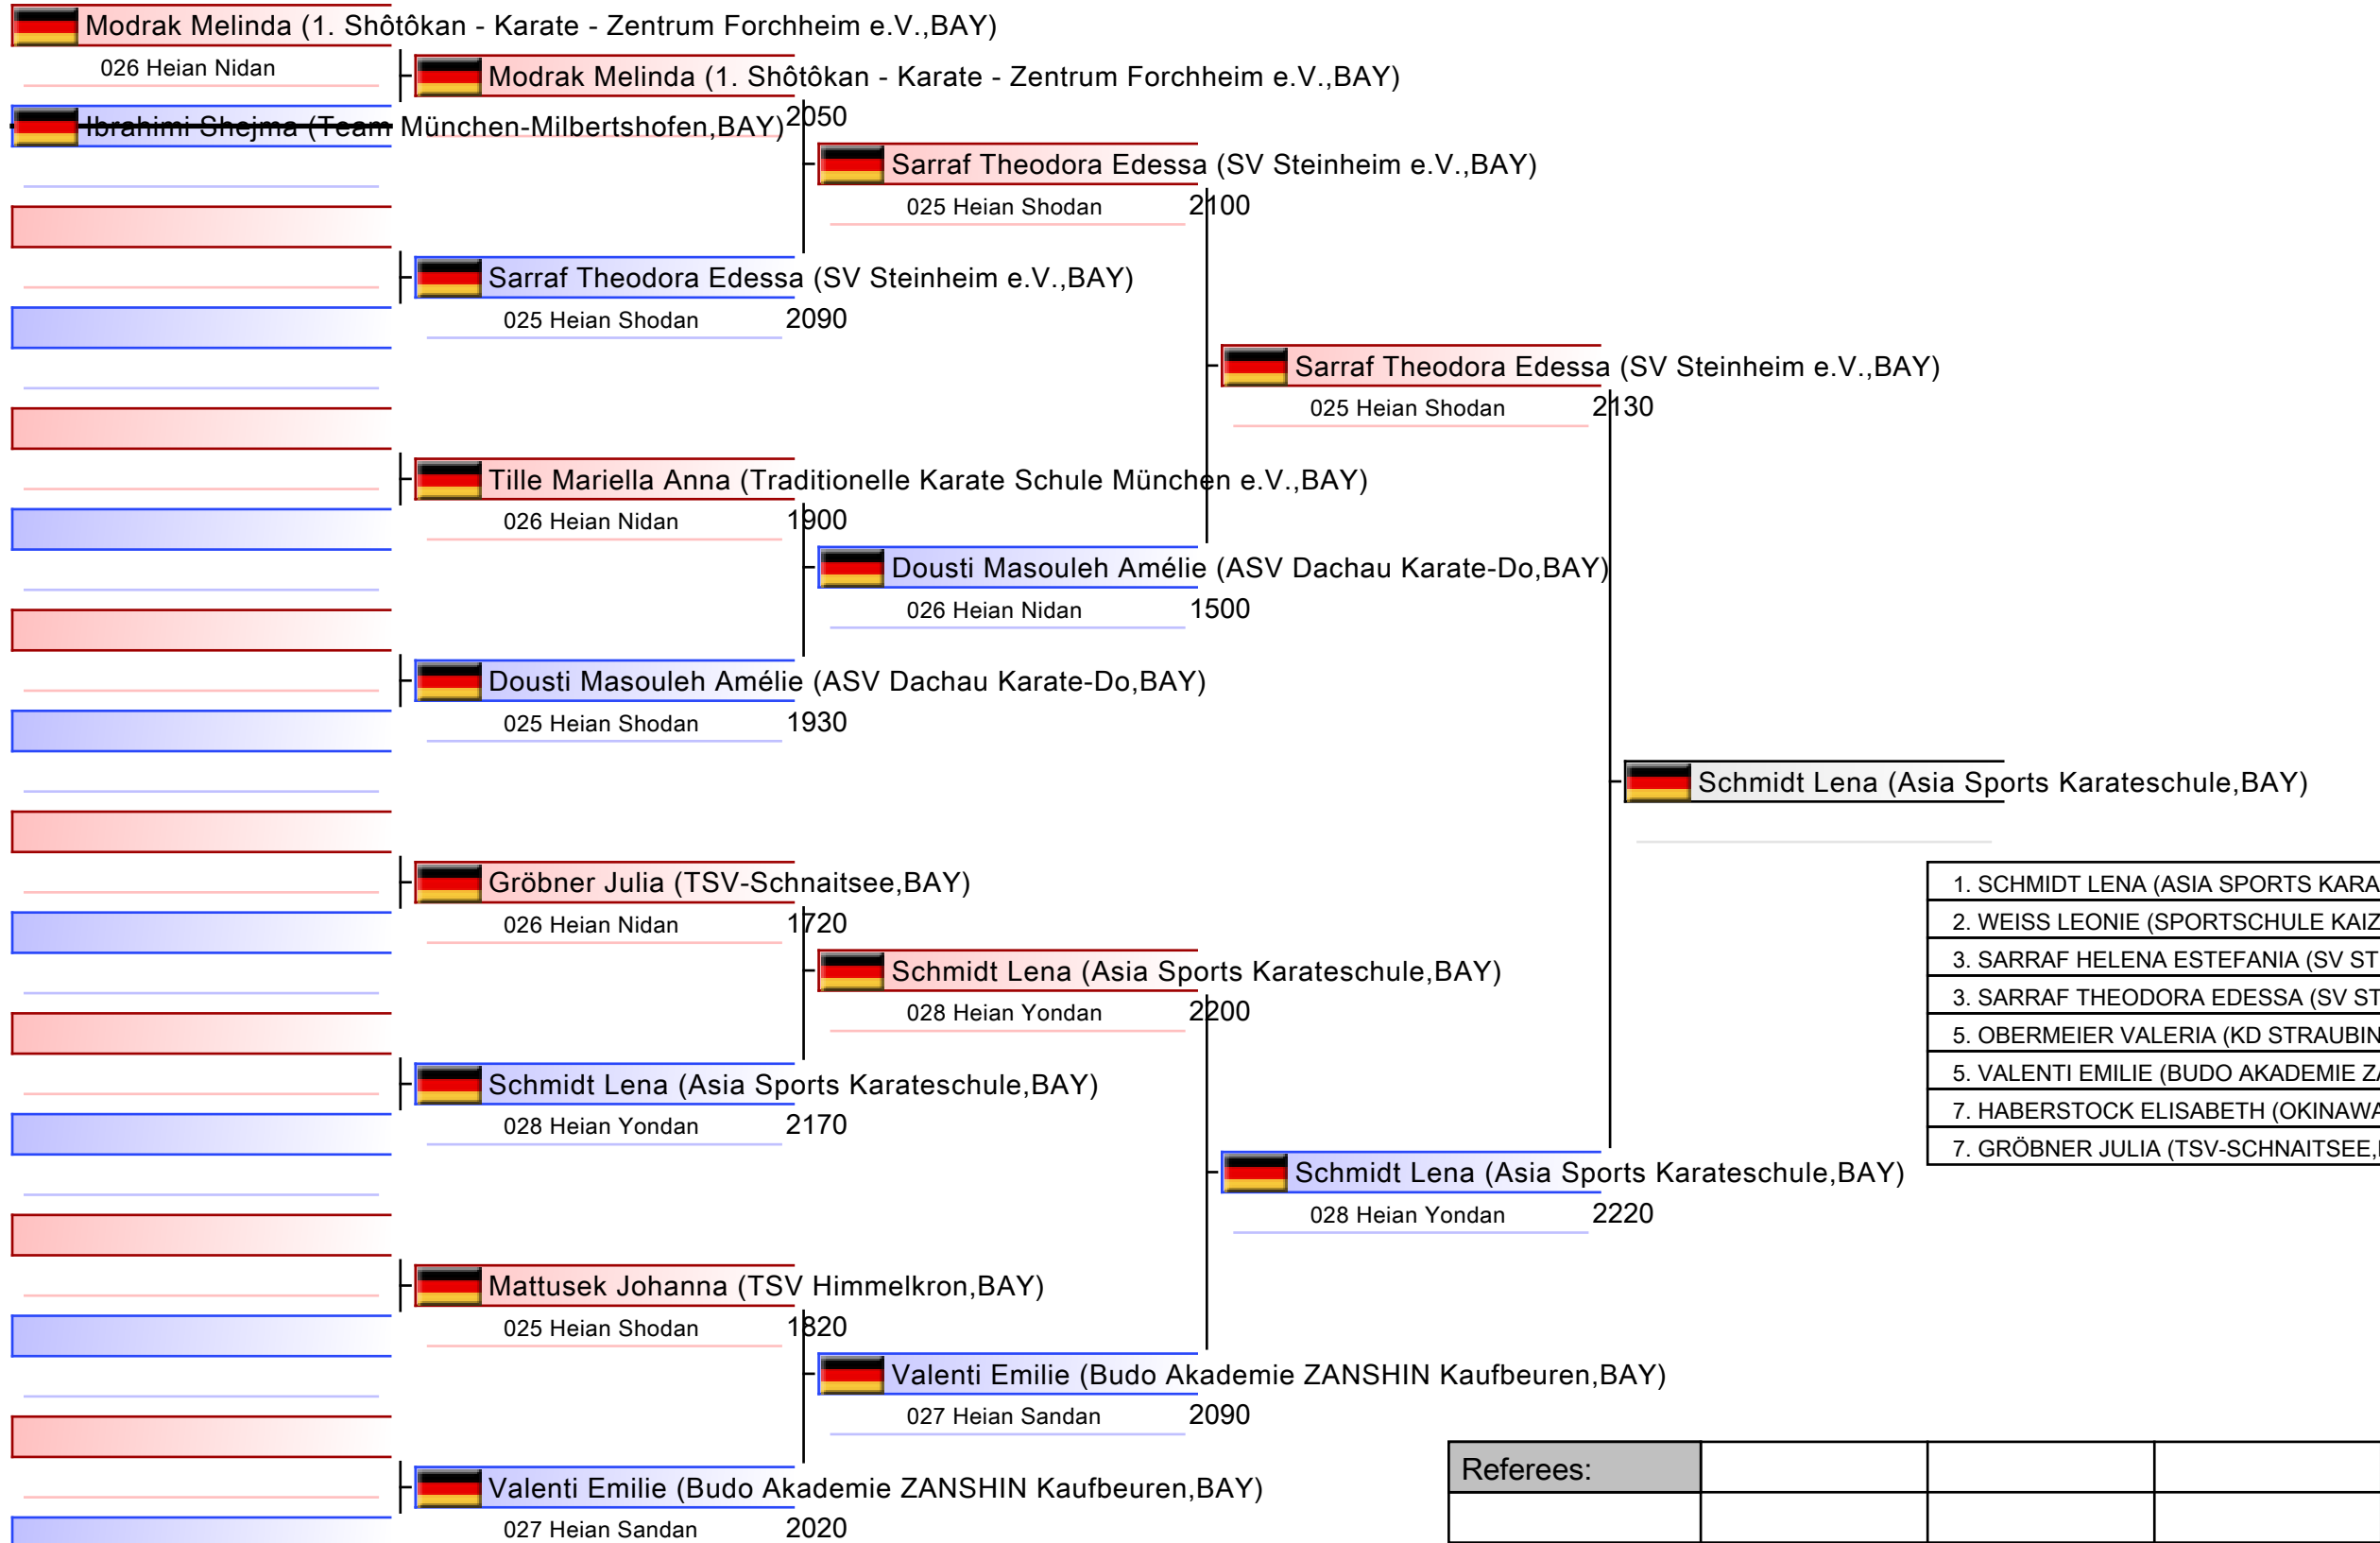 Modrak Melinda (1. Shôtôkan - Karate - Zentrum Forchheim e.V.,BAY)
026 Heian Nidan
Modrak Melinda (1. Shôtôkan - Karate - Zentrum Forchheim e.V.,BAY)
2050
Ibrahimi Shejma (Team München-Milbertshofen,BAY)
Sarraf Theodora Edessa (SV Steinheim e.V.,BAY)
025 Heian Shodan 2100
Sarraf Theodora Edessa (SV Steinheim e.V.,BAY)
025 Heian Shodan 2090
Sarraf Theodora Edessa (SV Steinheim e.V.,BAY)
025 Heian Shodan 2130
Tille Mariella Anna (Traditionelle Karate Schule München e.V.,BAY)
026 Heian Nidan 1900
Dousti Masouleh Amélie (ASV Dachau Karate-Do,BAY)
026 Heian Nidan 1500
Dousti Masouleh Amélie (ASV Dachau Karate-Do,BAY)
025 Heian Shodan 1930
Schmidt Lena (Asia Sports Karateschule,BAY)
Gröbner Julia (TSV-Schnaitsee,BAY)
026 Heian Nidan 1720
Schmidt Lena (Asia Sports Karateschule,BAY)
028 Heian Yondan 2200
Schmidt Lena (Asia Sports Karateschule,BAY)
028 Heian Yondan 2170
Schmidt Lena (Asia Sports Karateschule,BAY)
028 Heian Yondan 2220
Mattusek Johanna (TSV Himmelkron,BAY)
025 Heian Shodan 1820
Valenti Emilie (Budo Akademie ZANSHIN Kaufbeuren,BAY)
027 Heian Sandan 2090
Valenti Emilie (Budo Akademie ZANSHIN Kaufbeuren,BAY)
027 Heian Sandan 2020
1. SCHMIDT LENA (ASIA SPORTS KARA
2. WEISS LEONIE (SPORTSCHULE KAIZ
3. SARRAF HELENA ESTEFANIA (SV ST
3. SARRAF THEODORA EDESSA (SV ST
5. OBERMEIER VALERIA (KD STRAUBIN
5. VALENTI EMILIE (BUDO AKADEMIE ZA
7. HABERSTOCK ELISABETH (OKINAWA
7. GRÖBNER JULIA (TSV-SCHNAITSEE,
Referees: